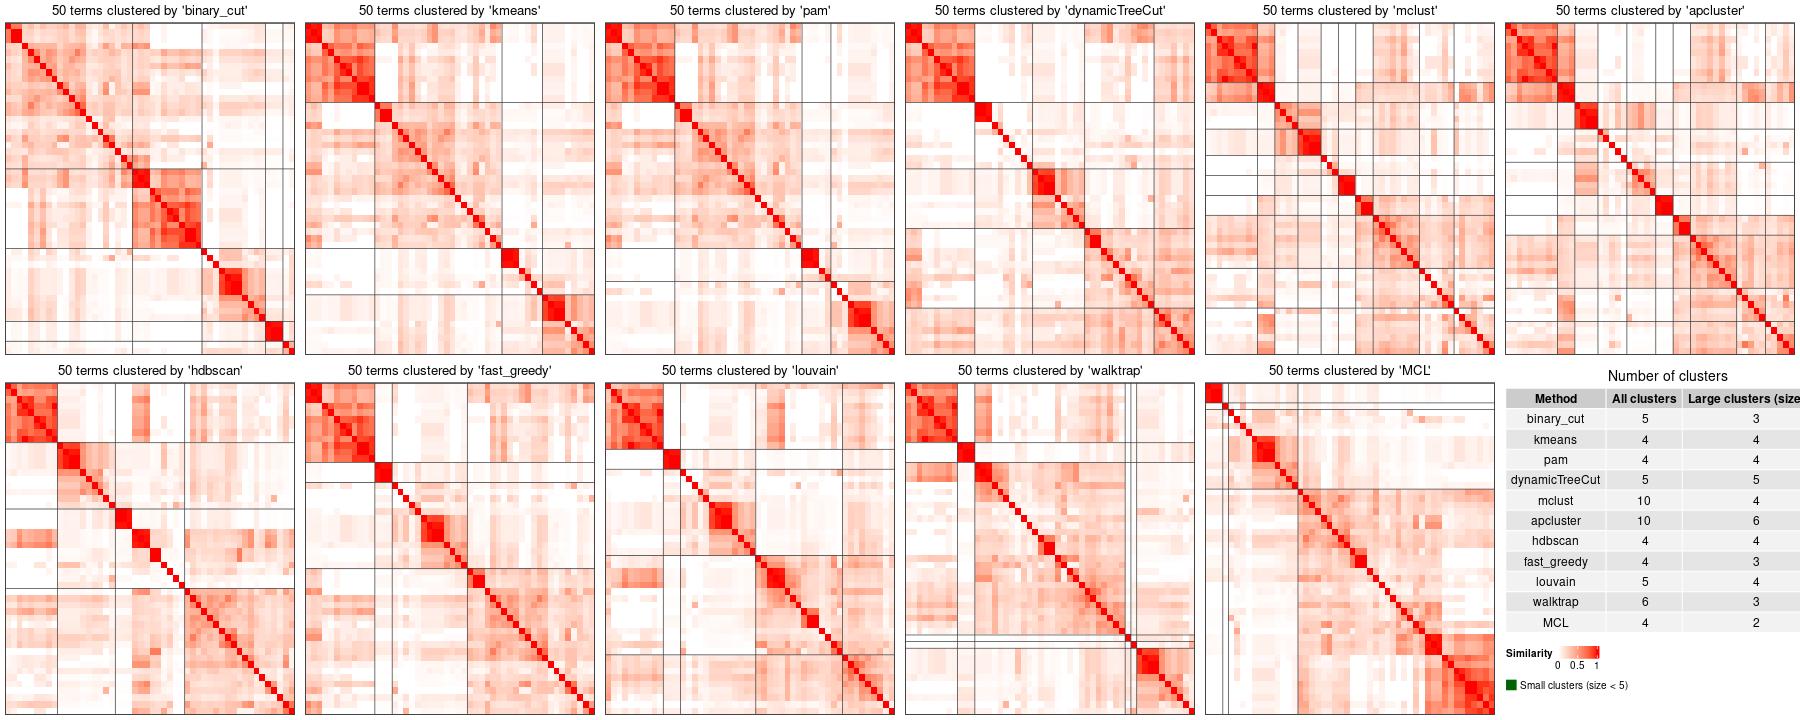 50 terms clustered by 'binary_cut'
50 terms clustered by 'kmeans'
50 terms clustered by 'pam'
50 terms clustered by 'dynamicTreeCut'
50 terms clustered by 'mclust'
50 terms clustered by 'apcluster'
50 terms clustered by 'hdbscan'
50 terms clustered by 'fast_greedy'
50 terms clustered by 'louvain'
50 terms clustered by 'walktrap'
50 terms clustered by 'MCL'
Number of clusters
Method All clusters Large clusters (size
binary_cut 5 3
kmeans 4 4
pam 4 4
dynamicTreeCut 5 5
mclust 10 4
apcluster 10 6
hdbscan 4 4
fast_greedy 4 3
louvain 5 4
walktrap 6 3
MCL 4 2
Similarity
0 0.5 1
Small clusters (size < 5)